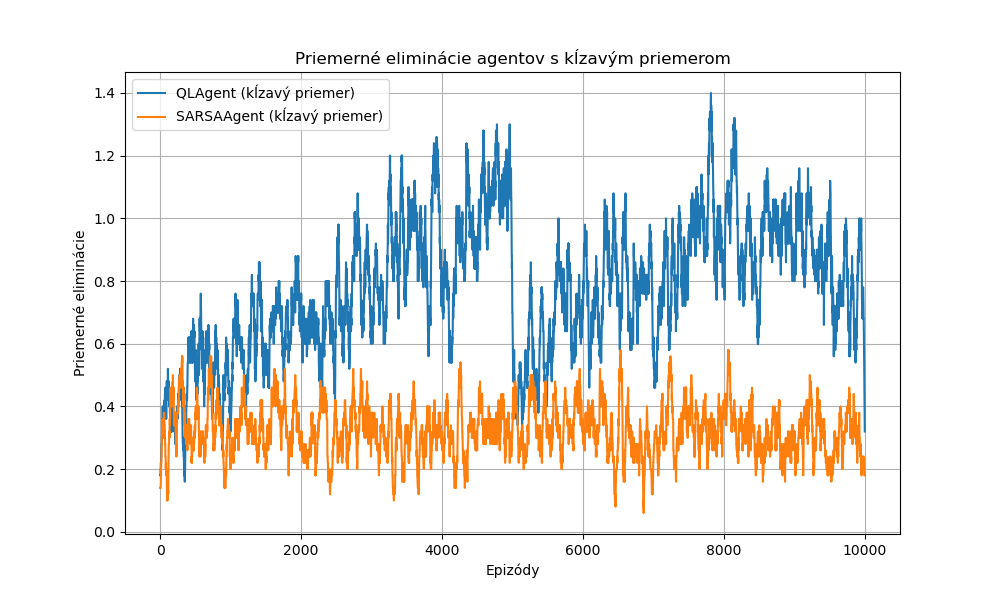 Priemerné eliminácie agentov s kĺzavým priemerom
QLAgent (kĺzavý priemer)
SARSAAgent (kĺzavý priemer)
Priemerné eliminácie
1.4
1.2
1.0
0.8
0.6
0.4
0.2
0.0
0
2000
4000
6000
8000
10000
Epizódy